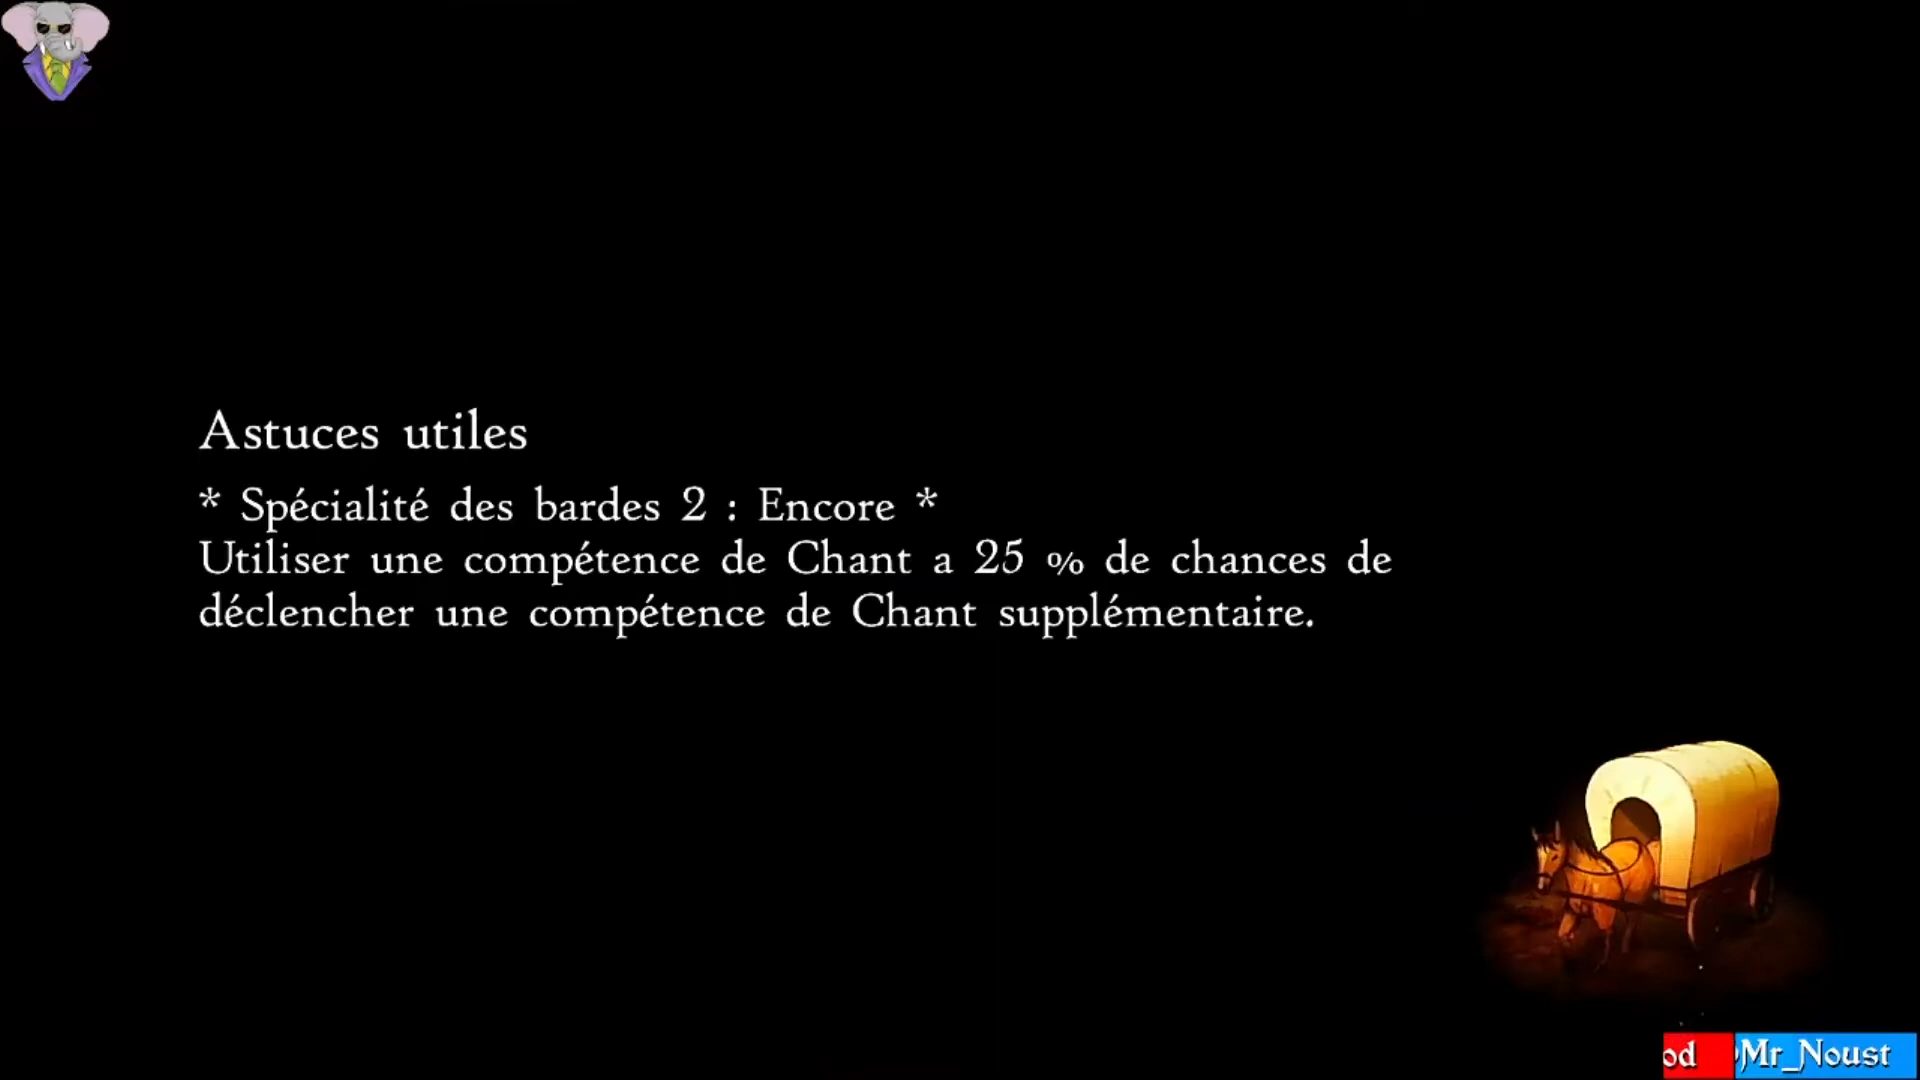 Astuces utiles
* Spécialité des bardes 2 : Encore *
Utiliser une compétence de Chant a 25 % de chances de
déclencher une compétence de Chant supplémentaire.
od
Mr_Noust